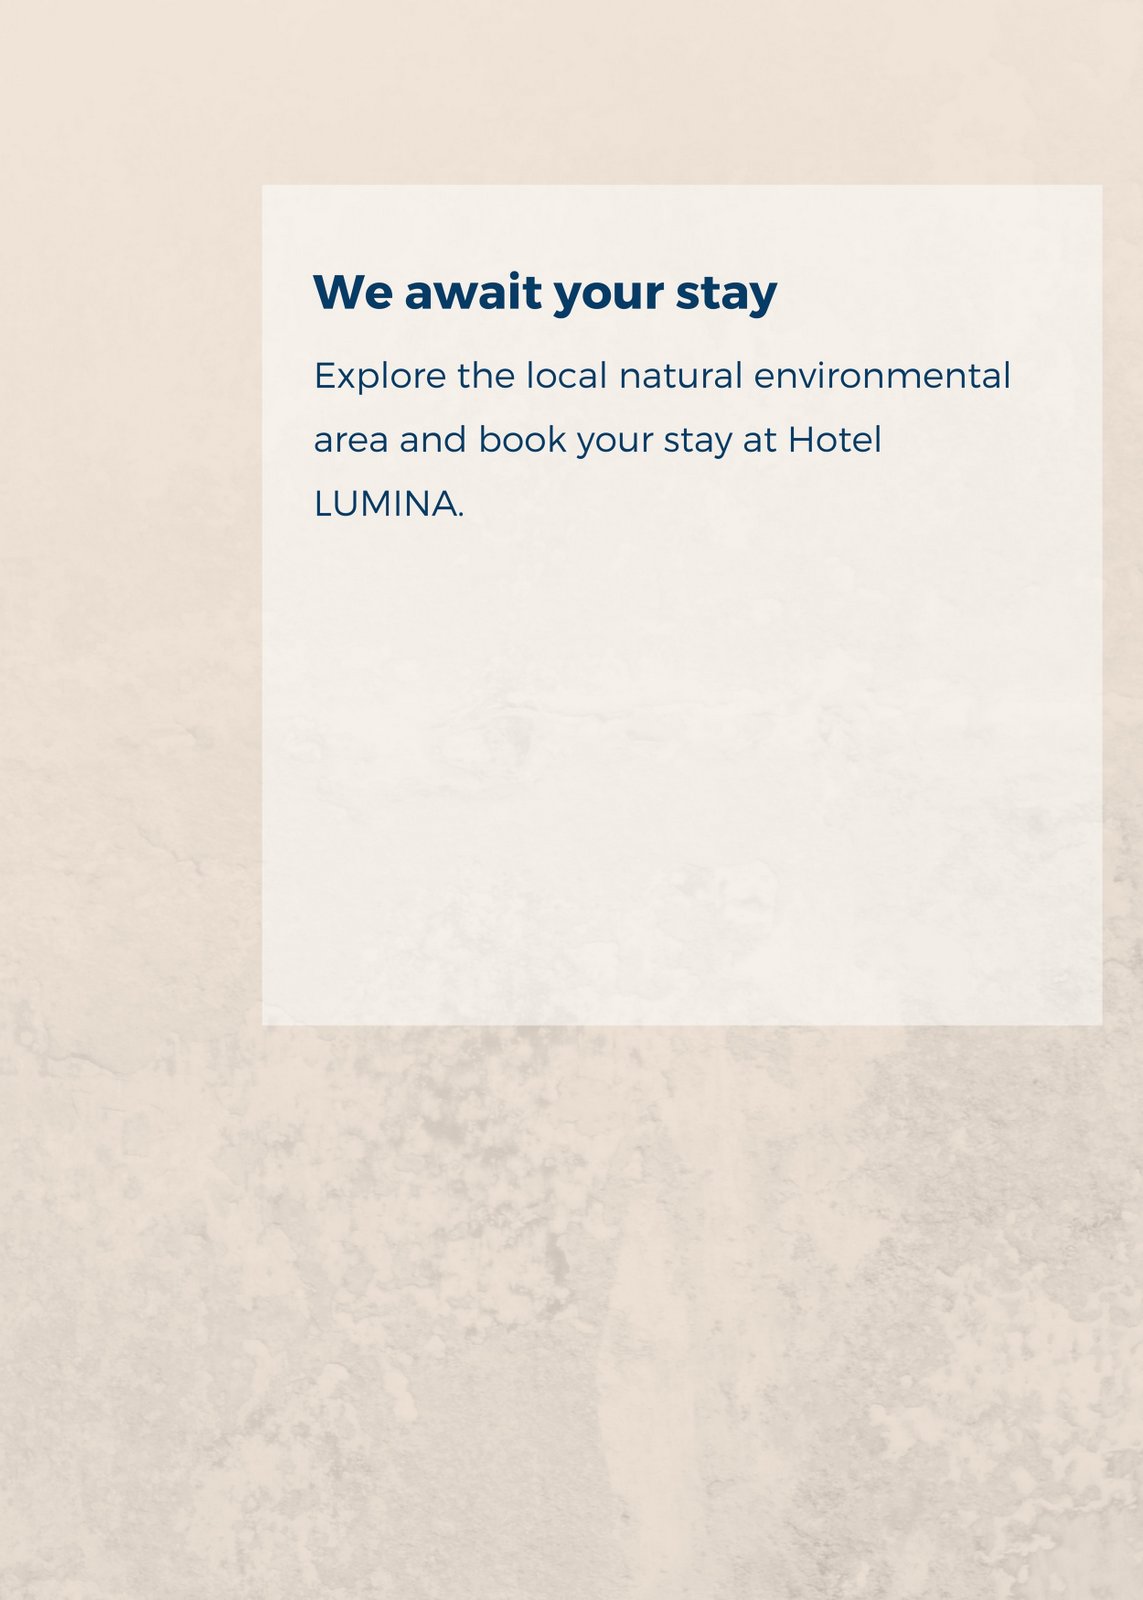 We await your stay
Explore the local natural environmental
area and book your stay at Hotel
LUMINA.